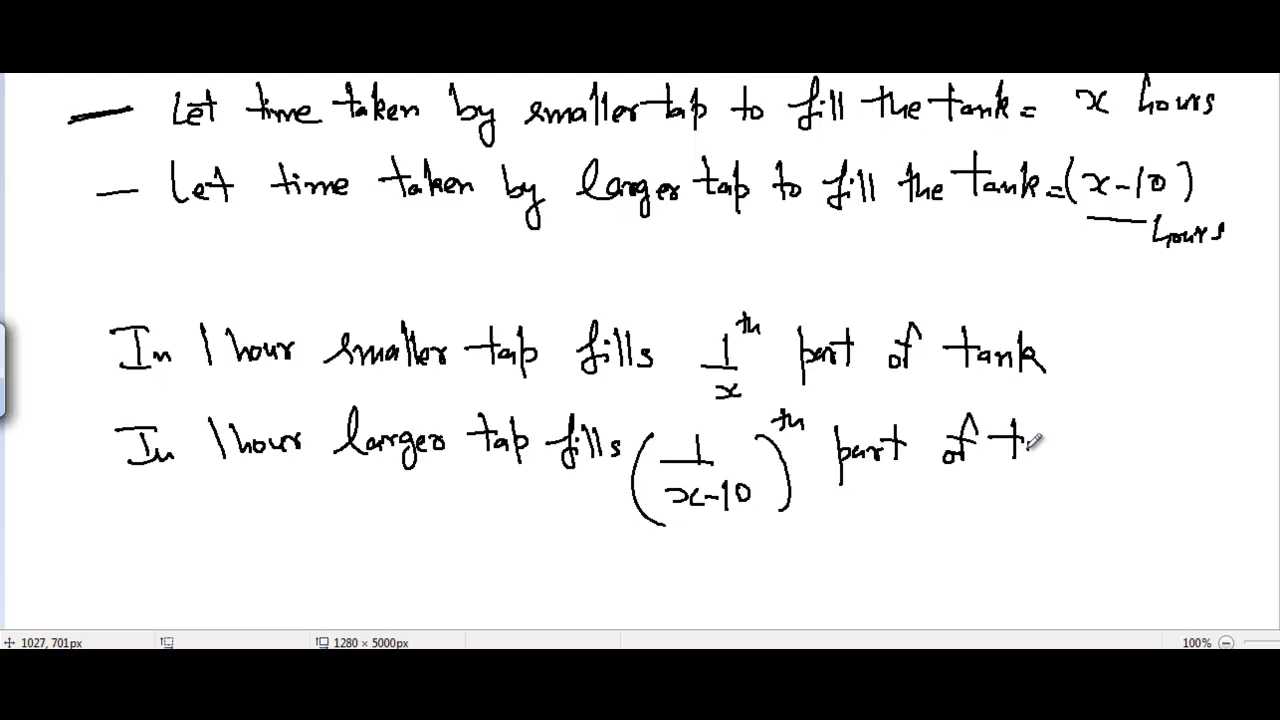 — Let time taken by smaller tap to fill the tank = x hours
— Let time taken by larger tap to fill the tank = (x-10) hours
In 1 hour smaller tap fills 1/x th part of tank
In 1 hour larger tap fills (1/(x-10))th part of t
1027, 701px 1280 × 5000px 100%